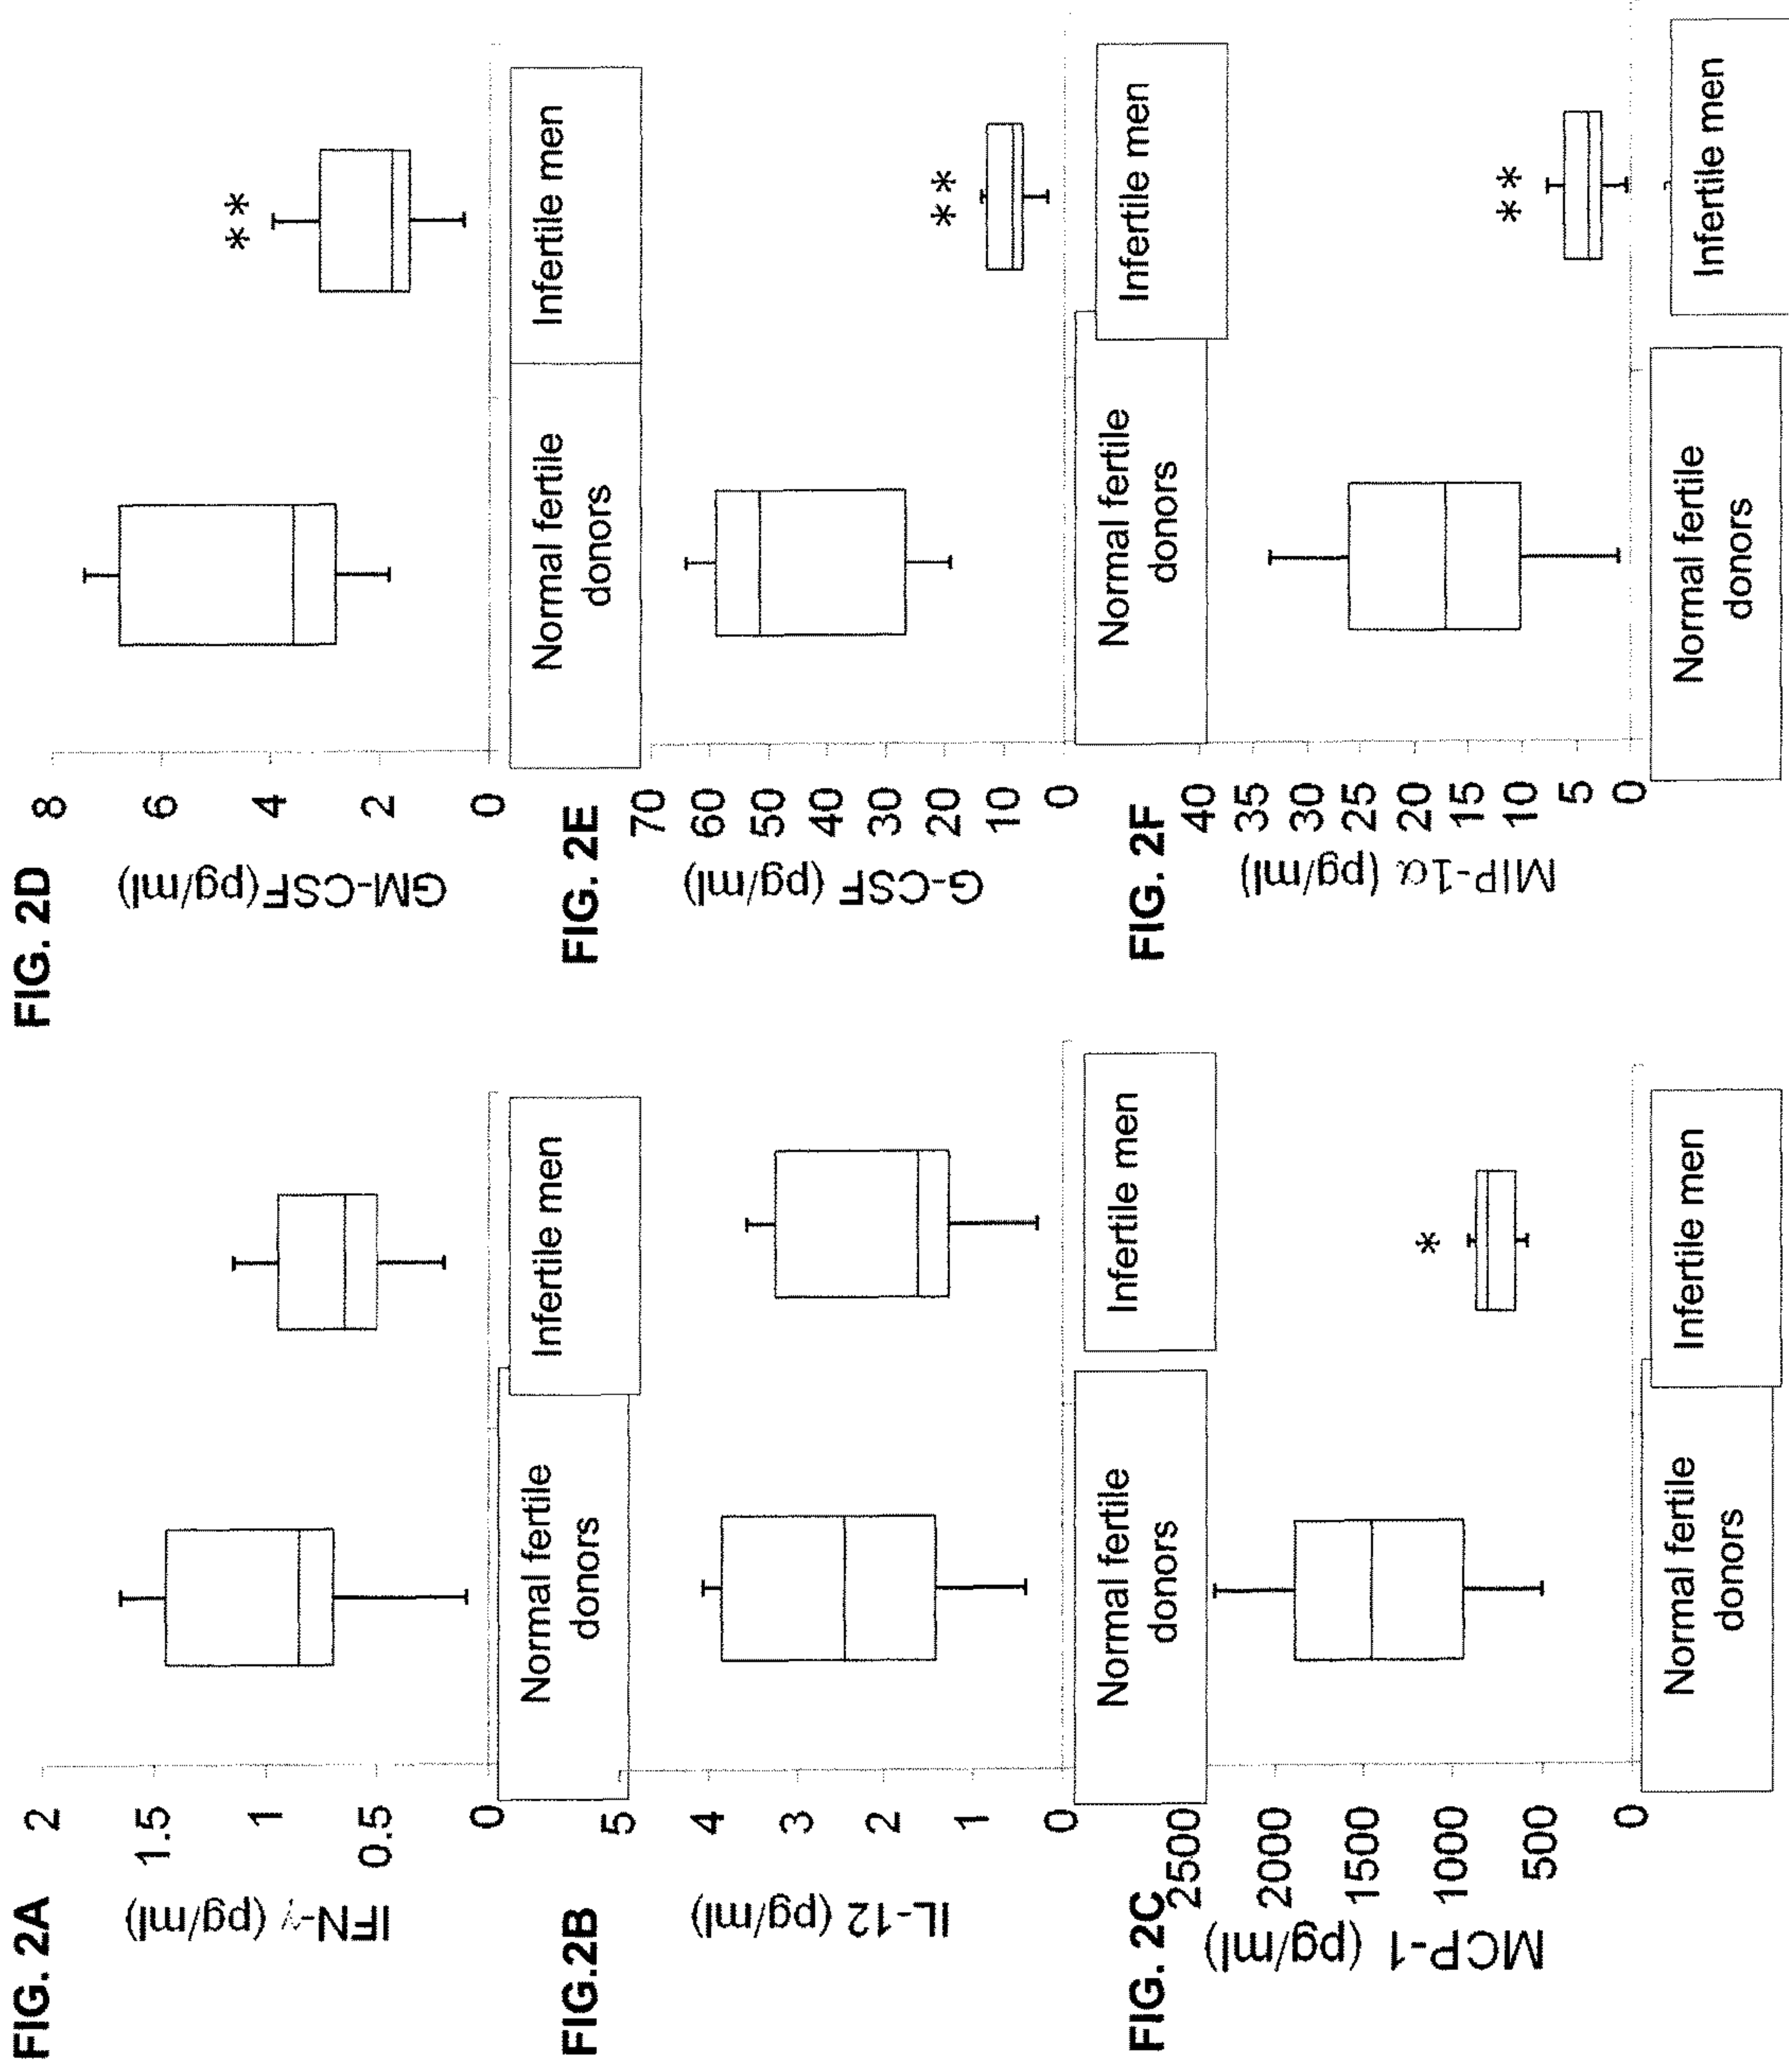 FIG. 2A
IFN-γ (pg/ml)
2
1.5
1
0.5
0
Normal fertile
donors
Infertile men
FIG.2B
IL-12 (pg/ml)
5
4
3
2
1
0
Normal fertile
donors
Infertile men
FIG. 2C
MCP-1 (pg/ml)
2500
2000
1500
1000
500
0
*
Normal fertile
donors
Infertile men
FIG. 2D
GM-CSF(pg/ml)
8
6
4
2
0
**
Normal fertile
donors
Infertile men
FIG. 2E
G-CSF (pg/ml)
70
60
50
40
30
20
10
0
**
Normal fertile
donors
Infertile men
FIG. 2F
MIP-1α (pg/ml)
40
35
30
25
20
15
10
5
0
**
Normal fertile
donors
Infertile men